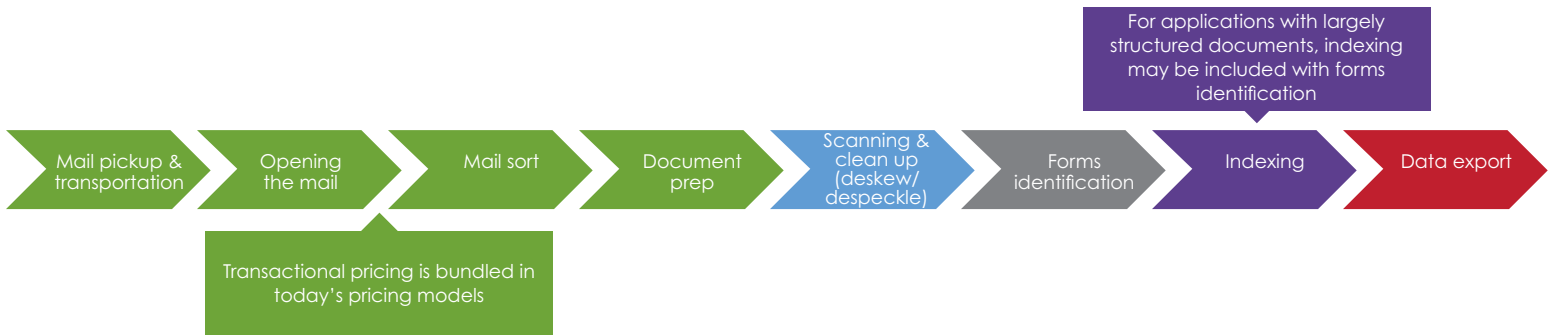 For applications with largely
structured documents, indexing
may be included with forms
identification
Mail pickup &
transportation
Opening
the mail
Mail sort
Document
prep
Scanning &
clean up
(deskew/
despeckle)
Forms
identification
Indexing
Data export
Transactional pricing is bundled in
today’s pricing models